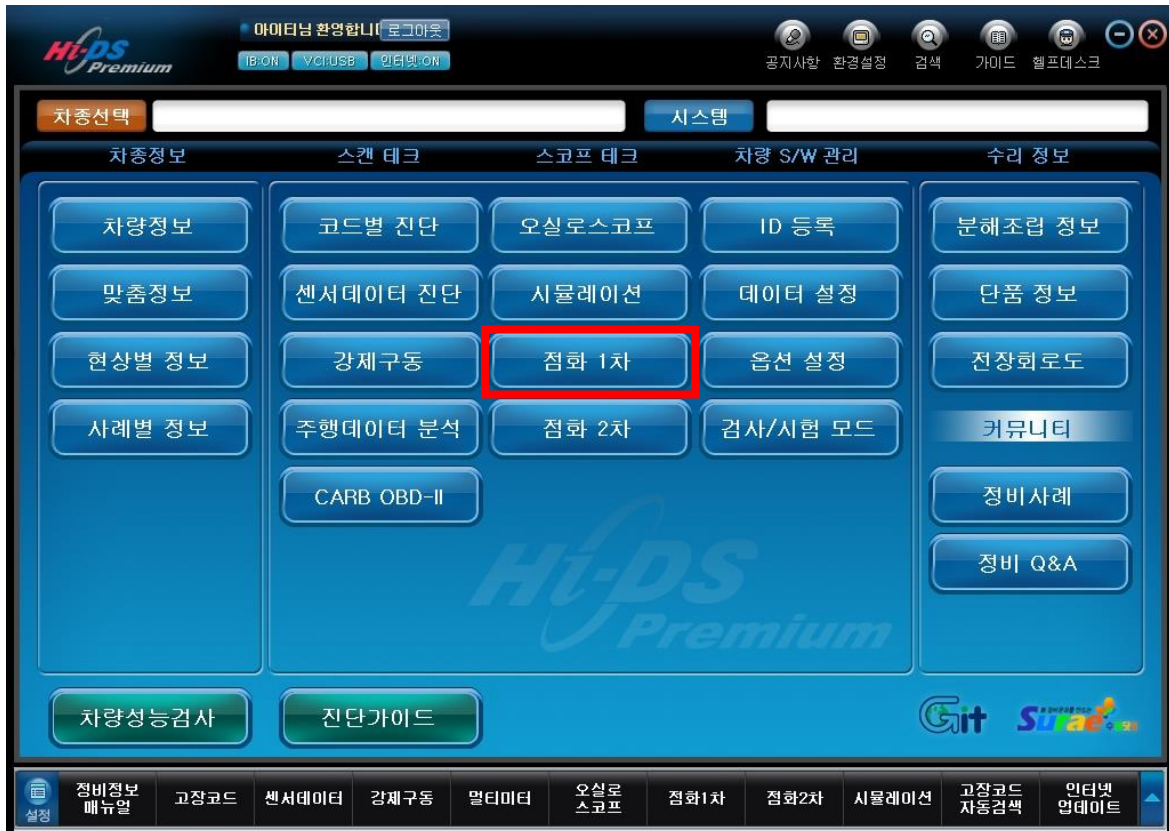 Hi-DS Premium
아이티님 환영합니다 로그아웃
IB:ON VCI:USB 인터넷:ON
공지사항 환경설정 검색 가이드 헬프데스크
차종선택 시스템
차종정보 스캔 테크 스코프 테크 차량 S/W 관리 수리 정보
차량정보 코드별 진단 오실로스코프 ID 등록 분해조립 정보
맞춤정보 센서데이터 진단 시뮬레이션 데이터 설정 단품 정보
현상별 정보 강제구동 점화 1차 옵션 설정 전장회로도
사례별 정보 주행데이터 분석 점화 2차 검사/시험 모드 커뮤니티
CARB OBD-II 정비사례
정비 Q&A
Hi-DS
Premium
차량성능검사 진단가이드 Git Surae
설정 정비정보 매뉴얼 고장코드 센서데이터 강제구동 멀티미터 오실로 스코프 점화1차 점화2차 시뮬레이션 고장코드 자동검색 인터넷 업데이트